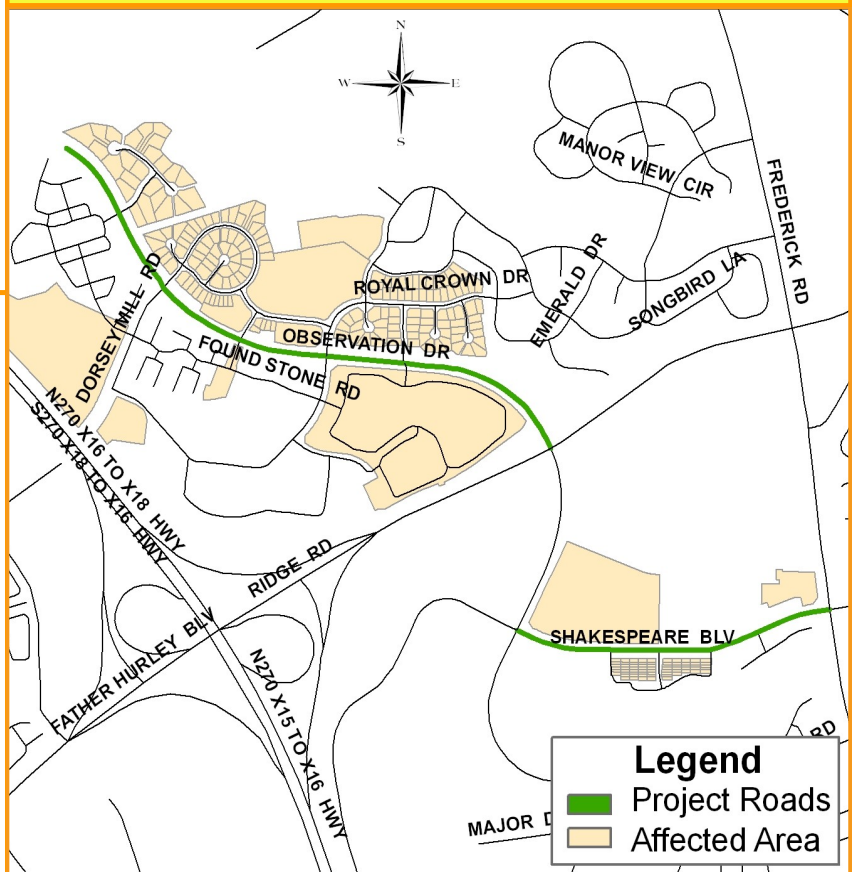 N
W E
S
MANOR VIEW CIR
FREDERICK RD
ROYAL CROWN DR
EMERALD DR
SONGBIRD LA
DORSEY MILL RD
OBSERVATION DR
FOUND STONE RD
N270 X16 TO X18 HWY
S270 X18 TO X16 HWY
RIDGE RD
FATHER HURLEY BLV
SHAKESPEARE BLV
N270 X15 TO X16 HWY
RD
MAJOR
Legend
Project Roads
Affected Area